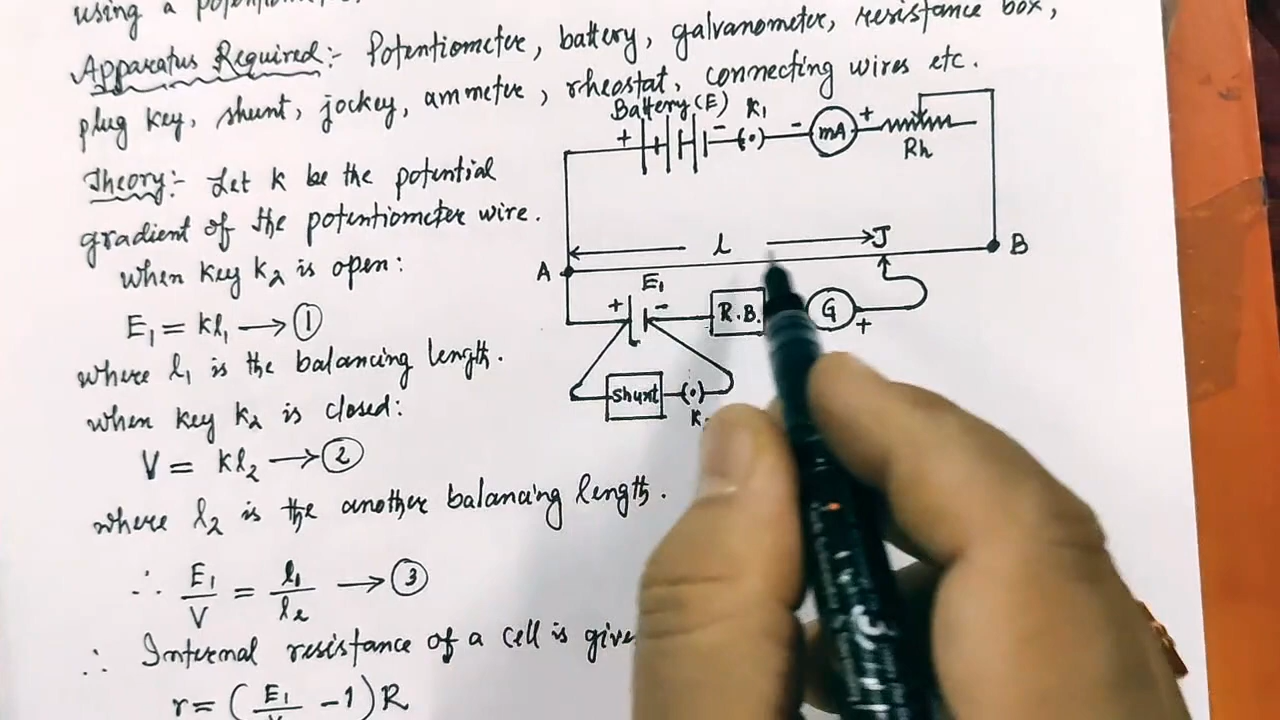 using a
Apparatus Required:- Potentiometer, battery, galvanometer, resistance box,
plug key, shunt, jockey, ammeter, rheostat, connecting wires etc.
Theory:- Let K be the potential
gradient of the potentiometer wire.
when key K2 is open:
E1 = kl1 → ①
where l1 is the balancing length.
when key K2 is closed:
V = kl2 → ②
where l2 is the another balancing length.
∴ E1/V = l1/l2 → ③
∴ Internal resistance of a cell is give
r = (E1/V - 1) R
Battery (E) K1
+ - - mA +
Rh
l J
A B
E1
+ - R.B. G +
Shunt
K